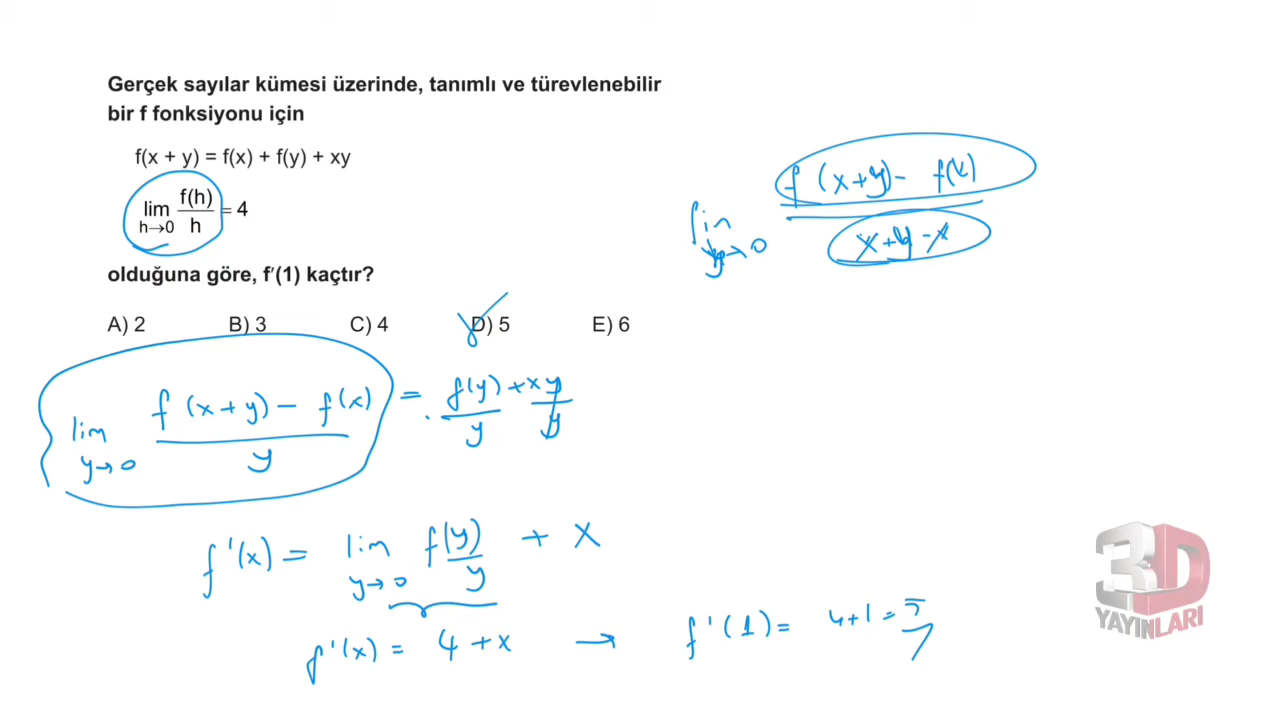 Gerçek sayılar kümesi üzerinde, tanımlı ve türevlenebilir
bir f fonksiyonu için
f(x + y) = f(x) + f(y) + xy
lim h→0 f(h)/h = 4
olduğuna göre, f′(1) kaçtır?
A) 2 B) 3 C) 4 D) 5 E) 6
lim y→0 f(x+y) - f(x) / x+y-x
lim y→0 f(x+y) - f(x) / y = f(y)/y + xy/y
f'(x) = lim y→0 f(y)/y + x
f'(x) = 4+x → f'(1) = 4+1=5
3D
YAYINLARI